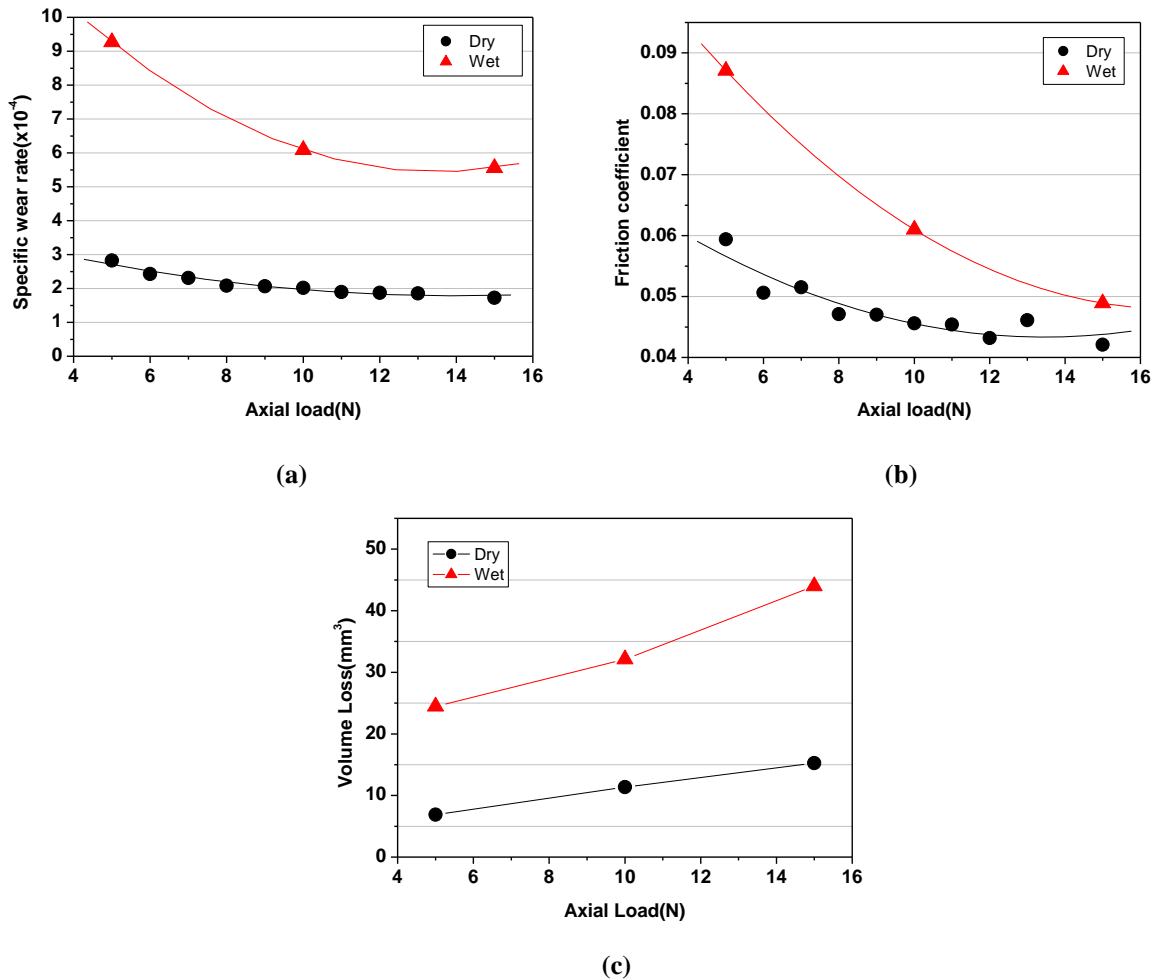 Specific wear rate(x10⁻⁴)
10
9
8
7
6
5
4
3
2
1
0
Dry
Wet
4 6 8 10 12 14 16
Axial load(N)
(a)
Friction coefficient
0.09
0.08
0.07
0.06
0.05
0.04
Dry
Wet
4 6 8 10 12 14 16
Axial load(N)
(b)
Volume Loss(mm³)
50
40
30
20
10
0
Dry
Wet
4 6 8 10 12 14 16
Axial Load(N)
(c)